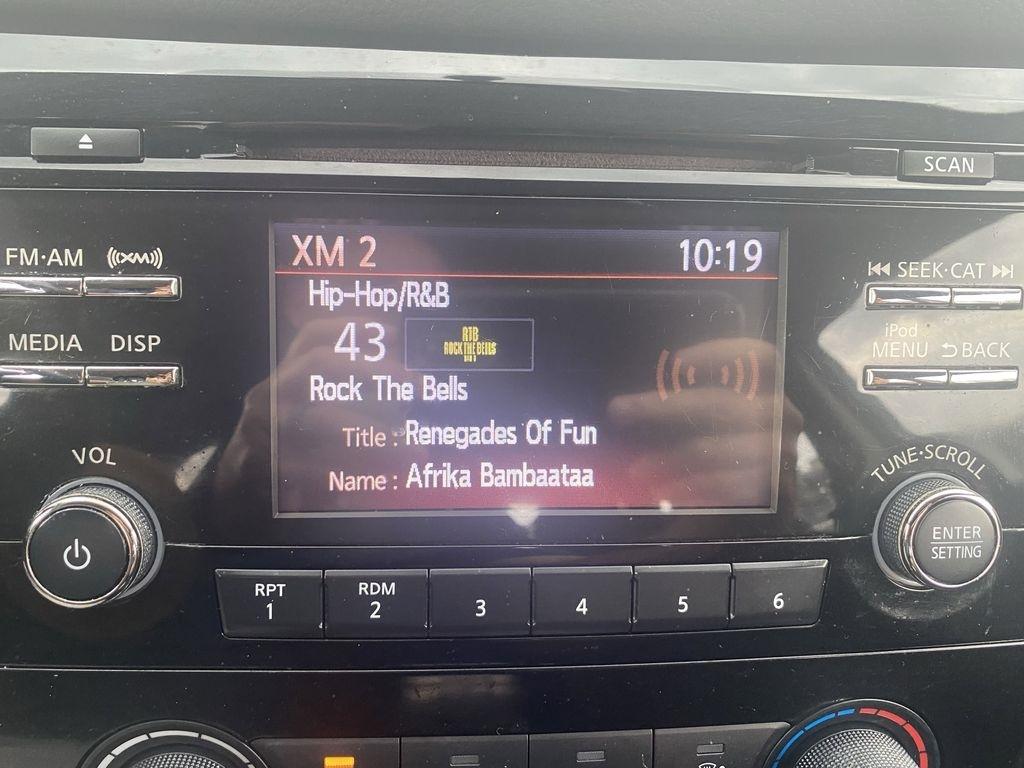 SCAN
FM·AM
XM
XM 2
10:19
SEEK·CAT
Hip-Hop/R&B
43
RTB
ROCK THE BELLS
MEDIA
DISP
iPod
MENU
BACK
Rock The Bells
Title : Renegades Of Fun
Name : Afrika Bambaataa
VOL
TUNE·SCROLL
ENTER
SETTING
RPT
1
RDM
2
3
4
5
6